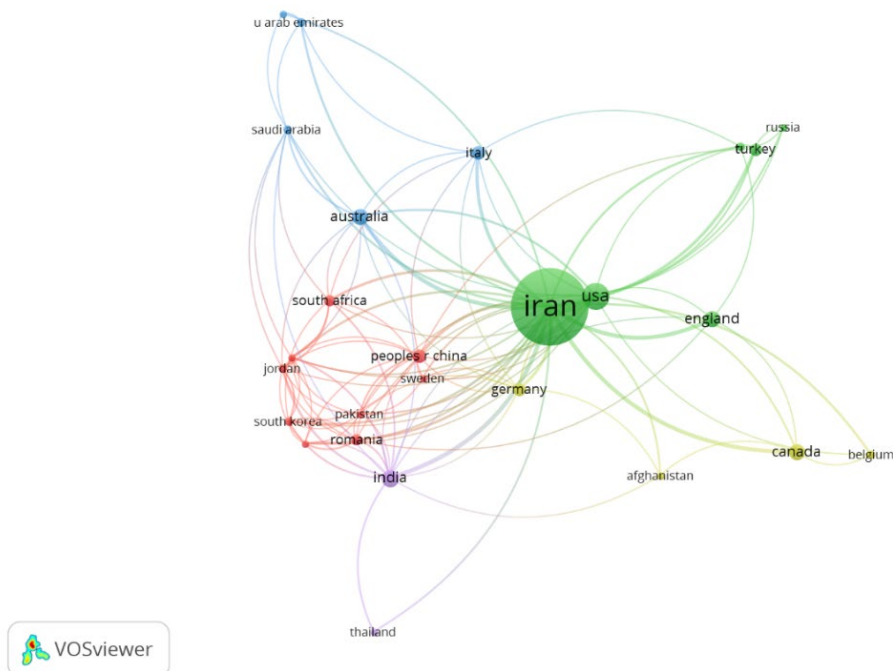 u arab emirates
russia
saudi arabia
turkey
italy
australia
iran
usa
south africa
england
peoples r china
jordan
sweden
germany
pakistan
south korea
romania
canada
belgium
india
afghanistan
thailand
VOSviewer